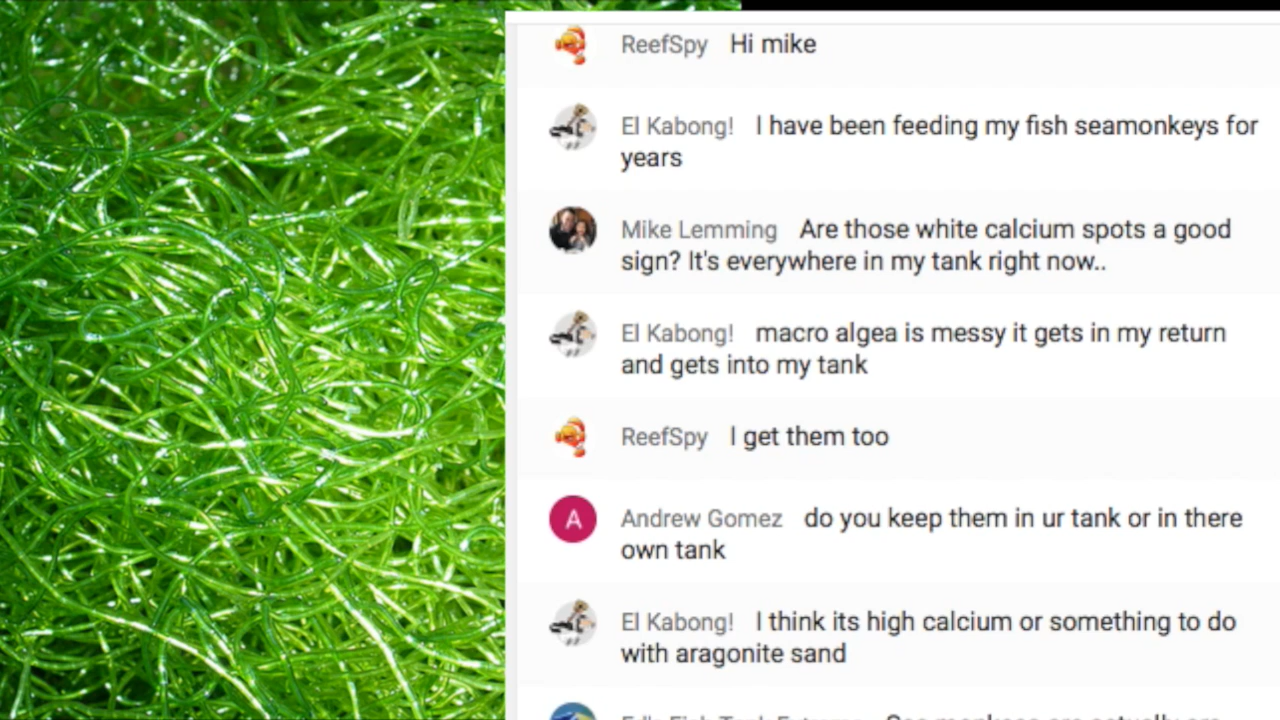 ReefSpy Hi mike
El Kabong! I have been feeding my fish seamonkeys for
years
Mike Lemming Are those white calcium spots a good
sign? It's everywhere in my tank right now..
El Kabong! macro algea is messy it gets in my return
and gets into my tank
ReefSpy I get them too
A
Andrew Gomez do you keep them in ur tank or in there
own tank
El Kabong! I think its high calcium or something to do
with aragonite sand